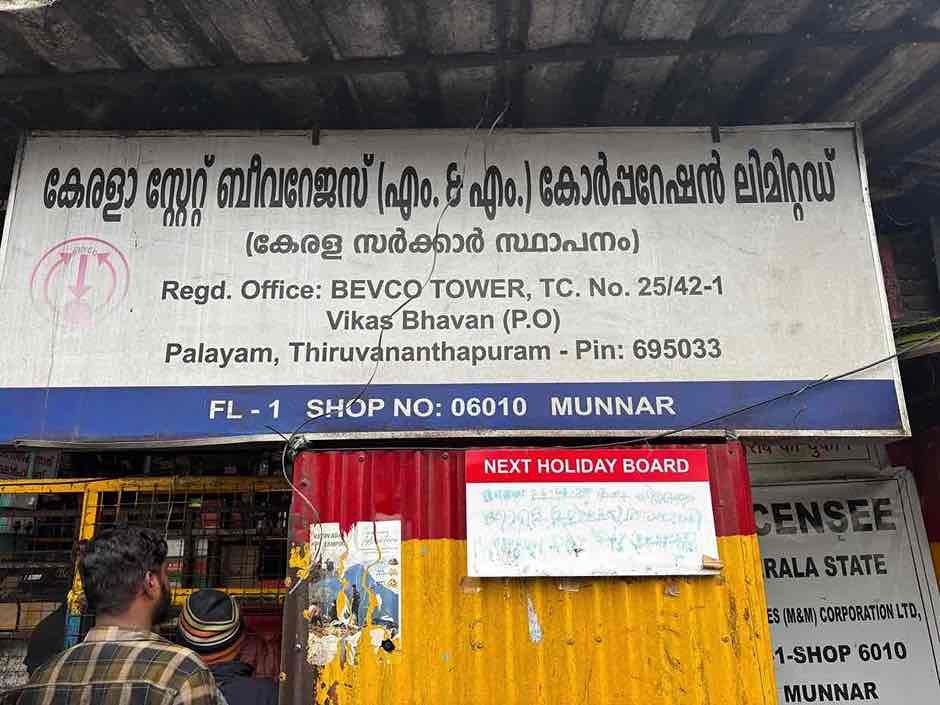 കേരളാ സ്റ്റേറ്റ് ബീവറേജസ് (എം. & എം.) കോർപ്പറേഷൻ ലിമിറ്റഡ്
(കേരള സർക്കാർ സ്ഥാപനം)
Regd. Office: BEVCO TOWER, TC. No. 25/42-1
Vikas Bhavan (P.O)
Palayam, Thiruvananthapuram - Pin: 695033
FL - 1 SHOP NO: 06010 MUNNAR
NEXT HOLIDAY BOARD
CENSEE
RALA STATE
ES (M&M) CORPORATION LTD,
-1-SHOP 6010
MUNNAR